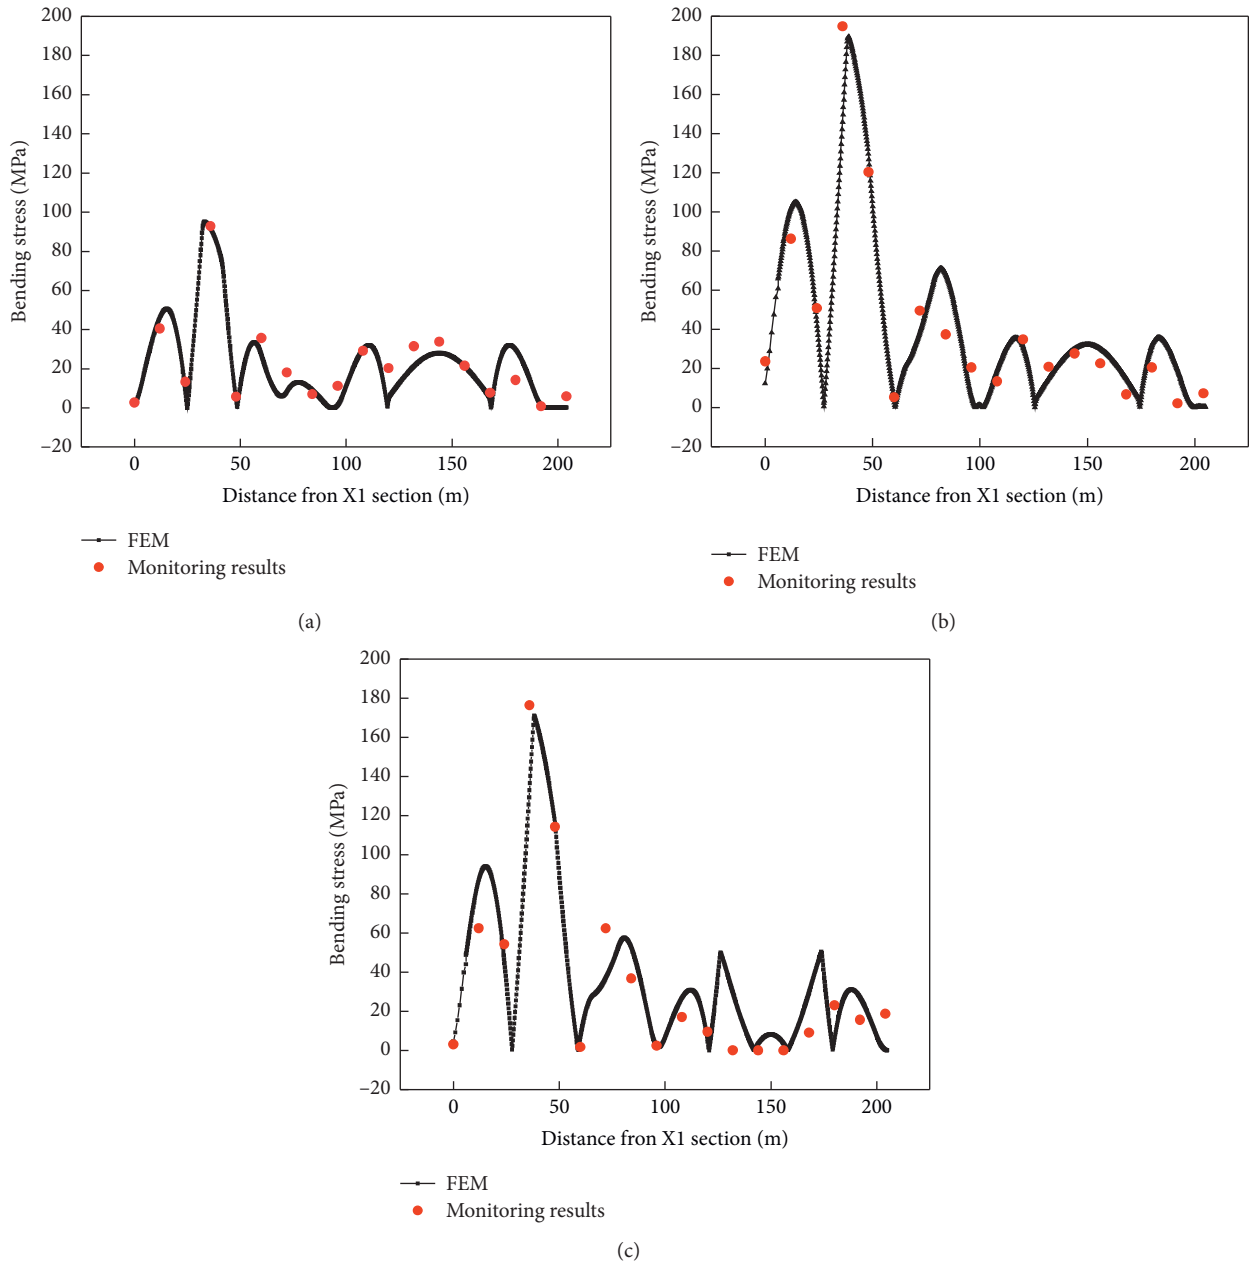 200
180
160
140
120
100
80
60
40
20
0
–20
Bending stress (MPa)
0 50 100 150 200
Distance fron X1 section (m)
FEM
Monitoring results
(a)
200
180
160
140
120
100
80
60
40
20
0
–20
Bending stress (MPa)
0 50 100 150 200
Distance fron X1 section (m)
FEM
Monitoring results
(b)
200
180
160
140
120
100
80
60
40
20
0
–20
Bending stress (MPa)
0 50 100 150 200
Distance fron X1 section (m)
FEM
Monitoring results
(c)